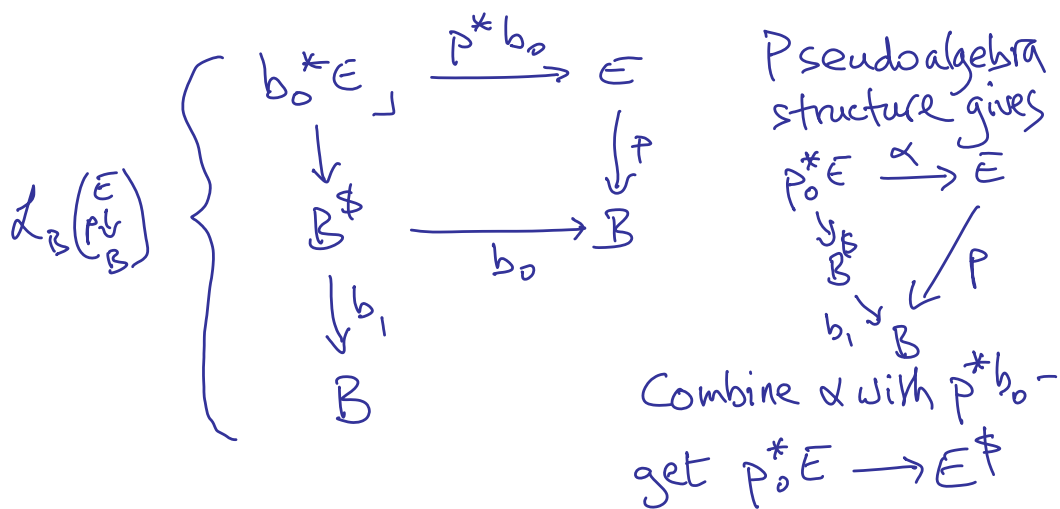 b₀*E ⌟ p*b₀ E
p
ℒ_B (E p↓ B) B^$ b₀ B
b₁
B
Pseudoalgebra
structure gives
p₀*E α E
B^$ p
b₁ B
Combine α with p*b₀ –
get p₀*E → E^$